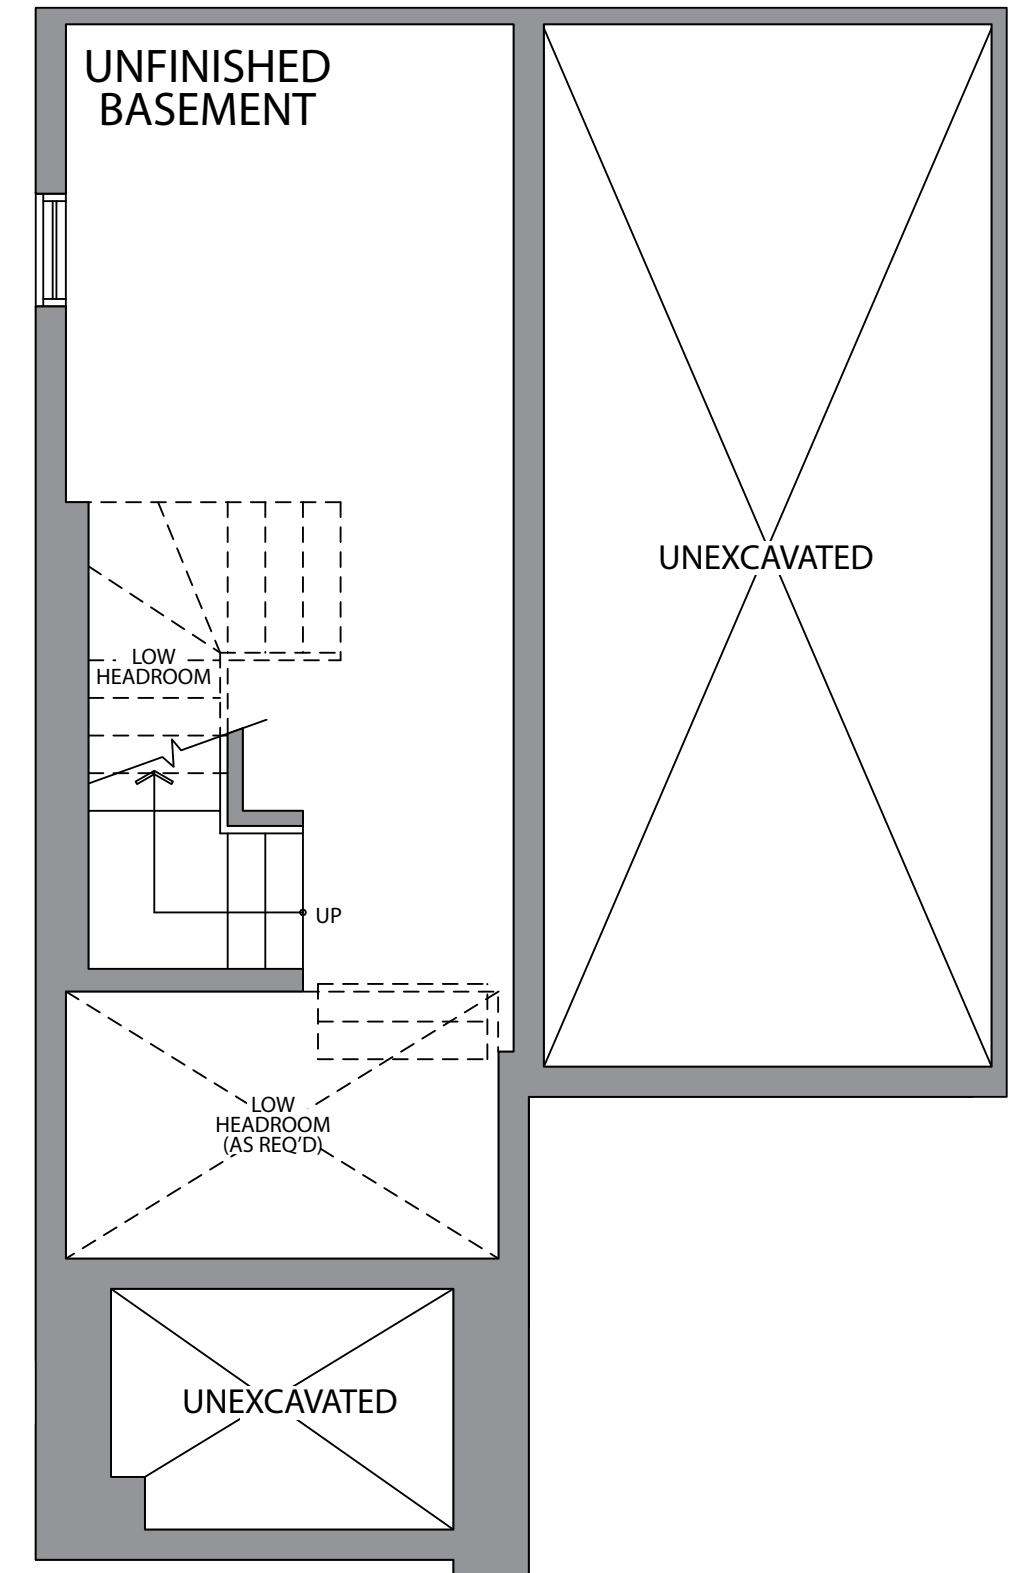 UNFINISHED
BASEMENT
UNEXCAVATED
LOW
HEADROOM
UP
LOW
HEADROOM
(AS REQ'D)
UNEXCAVATED